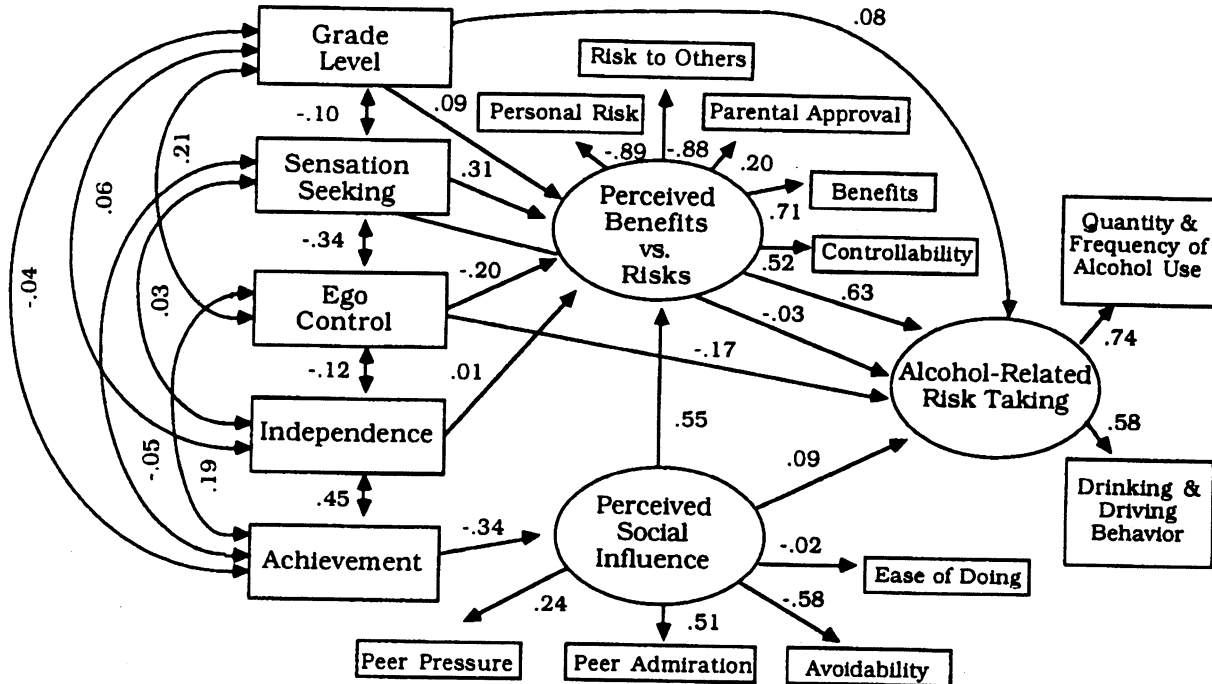 .08
Grade
Level
Risk to Others
-.10
.09
Personal Risk
Parental Approval
.21
-.89
-.88
.20
Sensation
Seeking
.31
Perceived
Benefits
vs.
Risks
Benefits
.71
.06
Quantity &
Frequency of
Alcohol Use
Controllability
-.34
-.20
.52
-.04
.03
Ego
Control
.63
-.03
.74
-.17
-.12
.01
Alcohol-Related
Risk Taking
Independence
.55
.58
-.05
.19
.09
.45
Drinking &
Driving
Behavior
Perceived
Social
Influence
-.34
Achievement
-.02
Ease of Doing
.24
.51
-.58
Peer Pressure
Peer Admiration
Avoidability